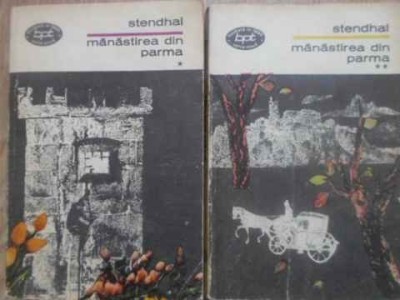 stendhal
mănăstirea din
parma
*
stendhal
mănăstirea din
parma
**